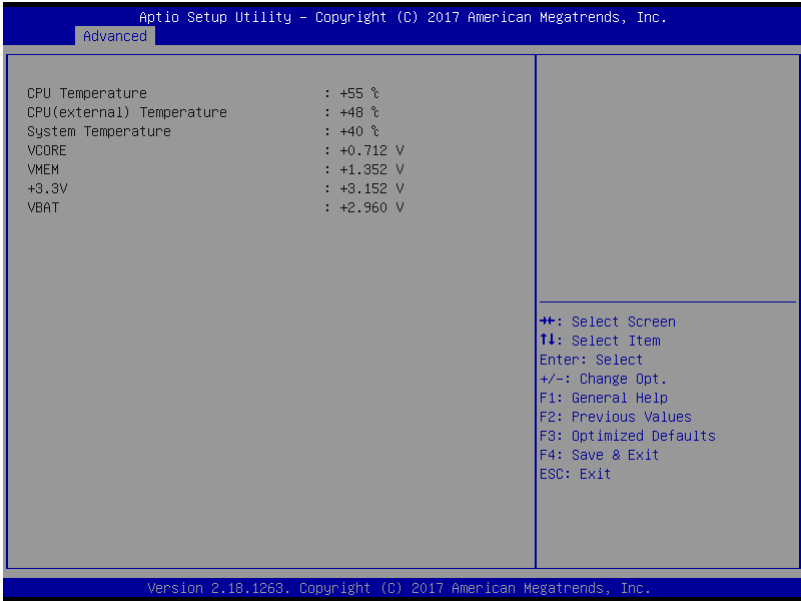 Aptio Setup Utility – Copyright (C) 2017 American Megatrends, Inc.
Advanced
CPU Temperature : +55 ℃
CPU(external) Temperature : +48 ℃
System Temperature : +40 ℃
VCORE : +0.712 V
VMEM : +1.352 V
+3.3V : +3.152 V
VBAT : +2.960 V
→←: Select Screen
↑↓: Select Item
Enter: Select
+/-: Change Opt.
F1: General Help
F2: Previous Values
F3: Optimized Defaults
F4: Save & Exit
ESC: Exit
Version 2.18.1263. Copyright (C) 2017 American Megatrends, Inc.